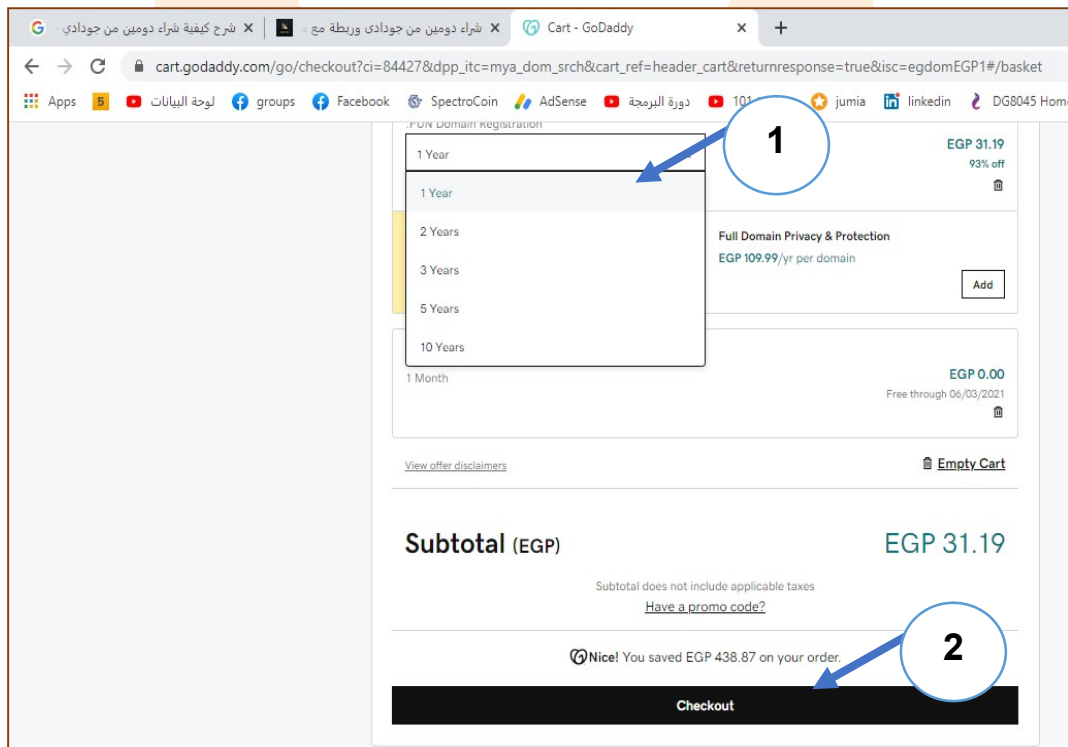 شرح كيفية شراء دومين من جودادي
شراء دومين من جودادى وربطة مع
Cart - GoDaddy
cart.godaddy.com/go/checkout?ci=84427&dpp_itc=mya_dom_srch&cart_ref=header_cart&returnresponse=true&isc=egdomEGP1#/basket
Apps 5 لوحة البيانات groups Facebook SpectroCoin AdSense دورة البرمجة 101 jumia linkedin DG8045 Home
.FUN Domain Registration
1 Year
EGP 31.19
93% off
1
1 Year
2 Years
3 Years
5 Years
10 Years
Full Domain Privacy & Protection
EGP 109.99/yr per domain
Add
1 Month
EGP 0.00
Free through 06/03/2021
View offer disclaimers
Empty Cart
Subtotal (EGP) EGP 31.19
Subtotal does not include applicable taxes
Have a promo code?
Nice! You saved EGP 438.87 on your order.
2
Checkout